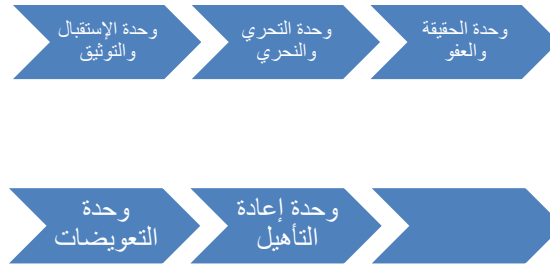 وحدة الإستقبال
والتوثيق
وحدة التحري
والنحري
وحدة الحقيقة
والعفو
وحدة
التعويضات
وحدة إعادة
التأهيل